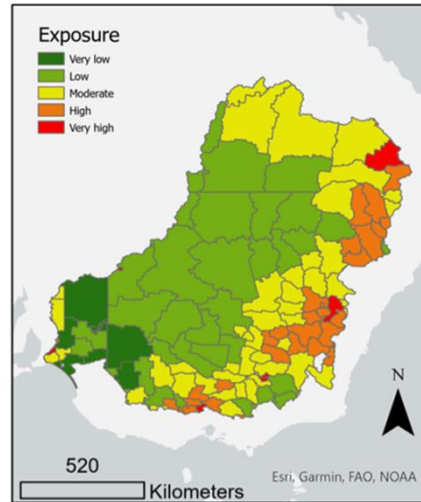 Exposure
Very low
Low
Moderate
High
Very high
N
520
Kilometers
Esri, Garmin, FAO, NOAA